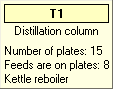 T1
Distillation column
Number of plates: 15
Feeds are on plates: 8
Kettle reboiler